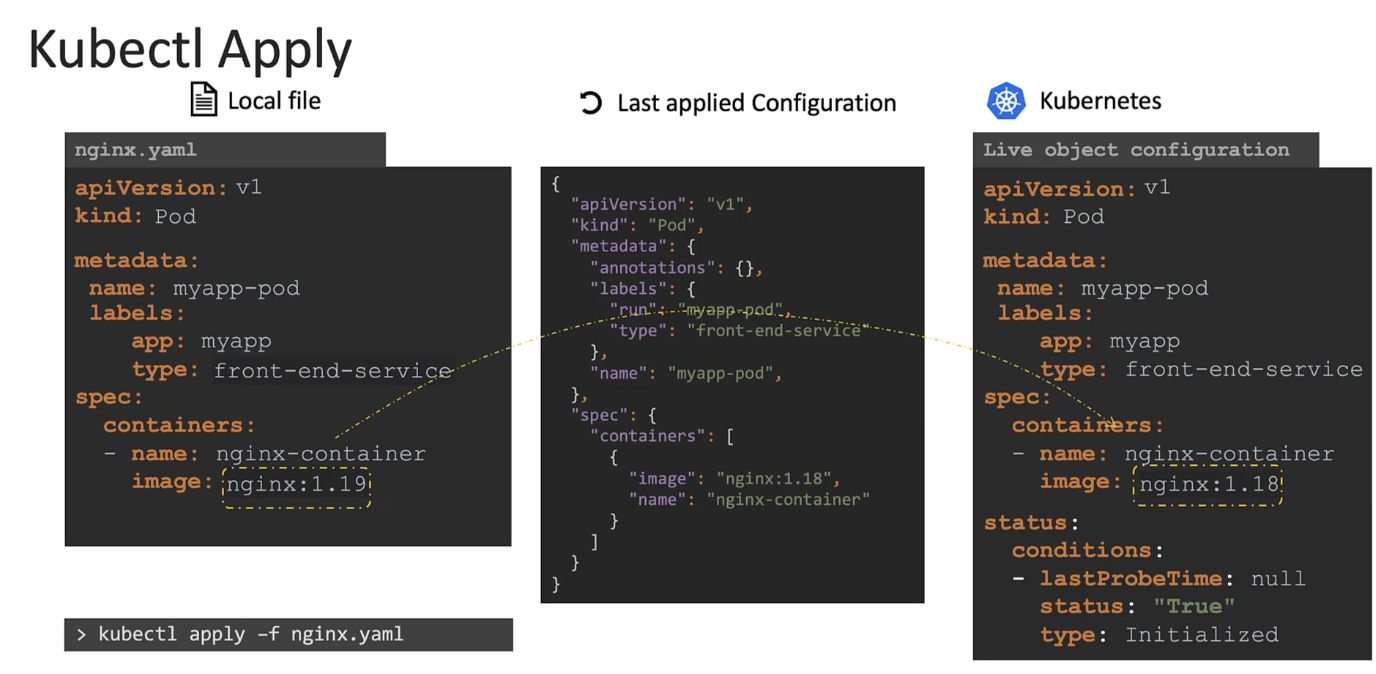 Kubectl Apply
Local file
nginx.yaml
apiVersion: v1
kind: Pod
metadata:
 name: myapp-pod
 labels:
    app: myapp
    type: front-end-service
spec:
  containers:
  - name: nginx-container
    image: nginx:1.19
> kubectl apply –f nginx.yaml
Last applied Configuration
{
  "apiVersion": "v1",
  "kind": "Pod",
  "metadata": {
    "annotations": {},
    "labels": {
      "run": "myapp-pod",
      "type": "front-end-service"
    },
    "name": "myapp-pod",
  },
  "spec": {
    "containers": [
      {
        "image": "nginx:1.18",
        "name": "nginx-container"
      }
    ]
  }
}
Kubernetes
Live object configuration
apiVersion: v1
kind: Pod
metadata:
 name: myapp-pod
 labels:
    app: myapp
    type: front-end-service
spec:
  containers:
  - name: nginx-container
    image: nginx:1.18
status:
  conditions:
  - lastProbeTime: null
    status: "True"
    type: Initialized